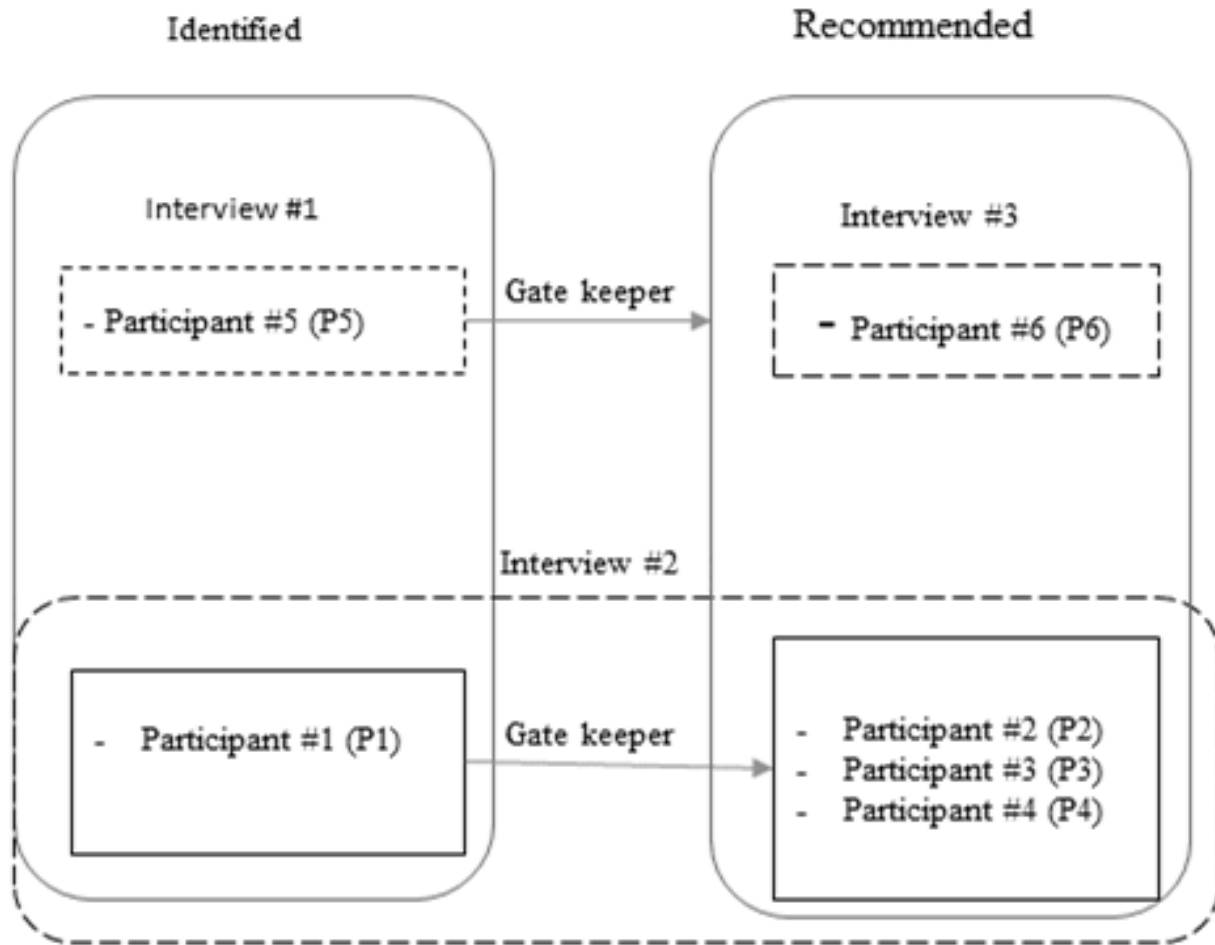 Identified
Recommended
Interview #1
Interview #3
- Participant #5 (P5)
Gate keeper
- Participant #6 (P6)
Interview #2
- Participant #1 (P1)
Gate keeper
- Participant #2 (P2)
- Participant #3 (P3)
- Participant #4 (P4)